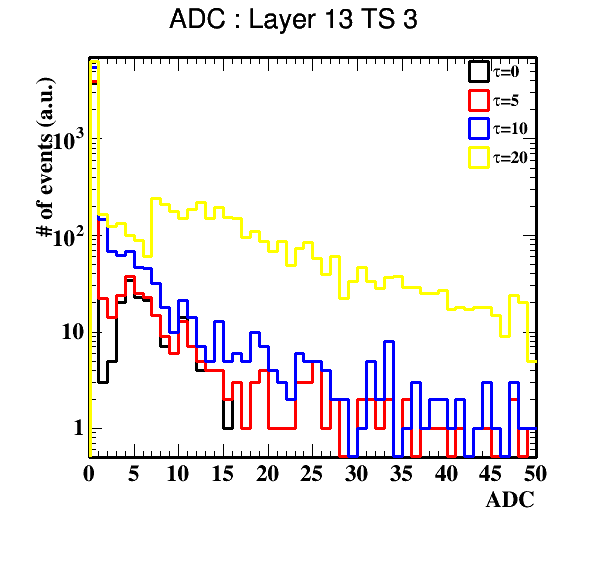 ADC : Layer 13 TS 3
# of events (a.u.)
τ=0
τ=5
τ=10
τ=20
10³
10²
10
1
0 5 10 15 20 25 30 35 40 45 50
ADC